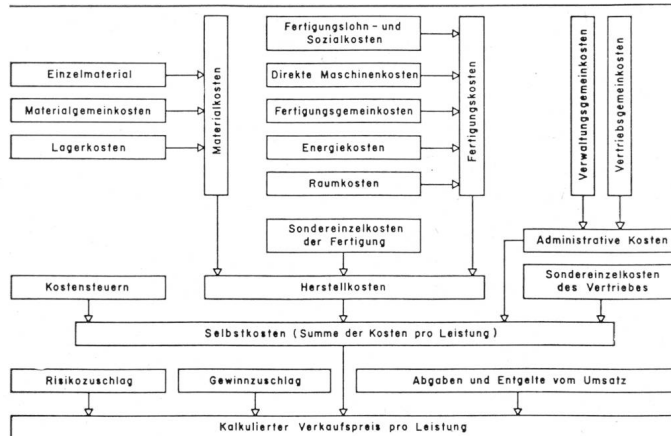 Fertigungslohn- und
Sozialkosten
Einzelmaterial
Direkte Maschinenkosten
Materialgemeinkosten
Fertigungsgemeinkosten
Lagerkosten
Energiekosten
Raumkosten
Materialkosten
Fertigungskosten
Verwaltungsgemeinkosten
Vertriebsgemeinkosten
Sondereinzelkosten
der Fertigung
Administrative Kosten
Kostensteuern
Herstellkosten
Sondereinzelkosten
des Vertriebes
Selbstkosten (Summe der Kosten pro Leistung)
Risikozuschlag
Gewinnzuschlag
Abgaben und Entgelte vom Umsatz
Kalkulierter Verkaufspreis pro Leistung